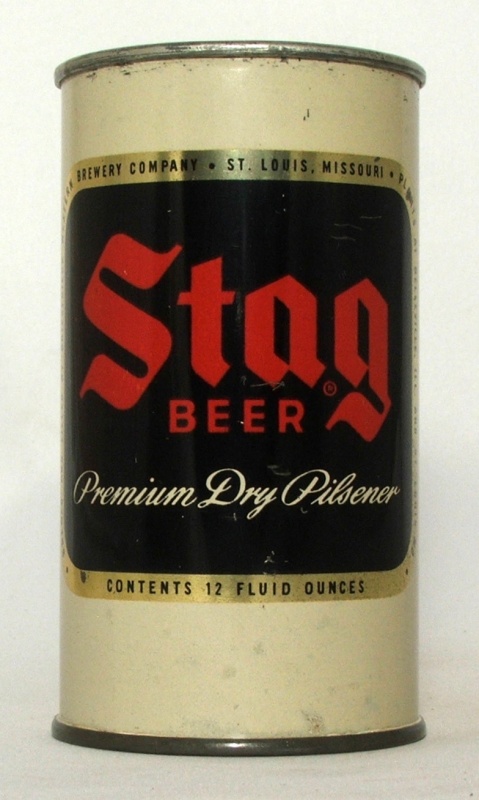 BREWERY COMPANY • ST. LOUIS, MISSOURI •
Stag
®
BEER
Premium Dry Pilsener
CONTENTS 12 FLUID OUNCES